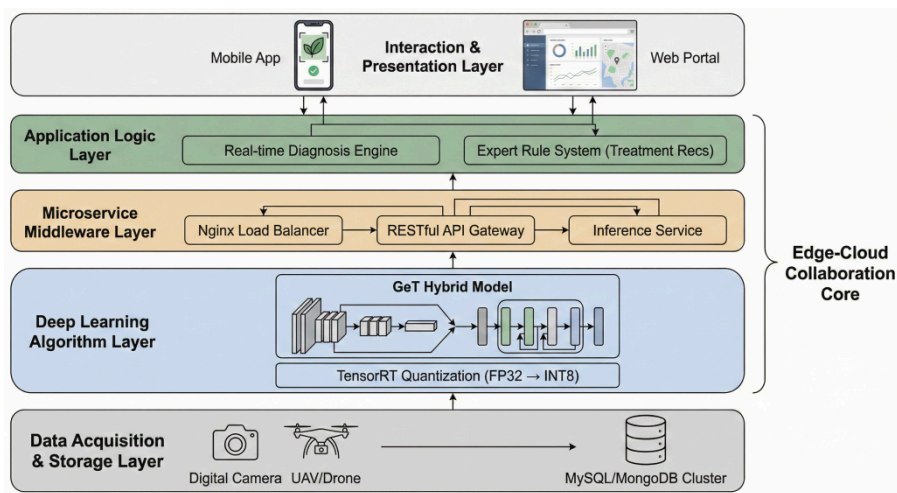 Mobile App
Interaction &
Presentation Layer
Web Portal
Application Logic
Layer
Real-time Diagnosis Engine
Expert Rule System (Treatment Recs)
Microservice
Middleware Layer
Nginx Load Balancer
RESTful API Gateway
Inference Service
Edge-Cloud
Collaboration
Core
GeT Hybrid Model
Deep Learning
Algorithm Layer
TensorRT Quantization (FP32 → INT8)
Data Acquisition
& Storage Layer
Digital Camera
UAV/Drone
MySQL/MongoDB Cluster